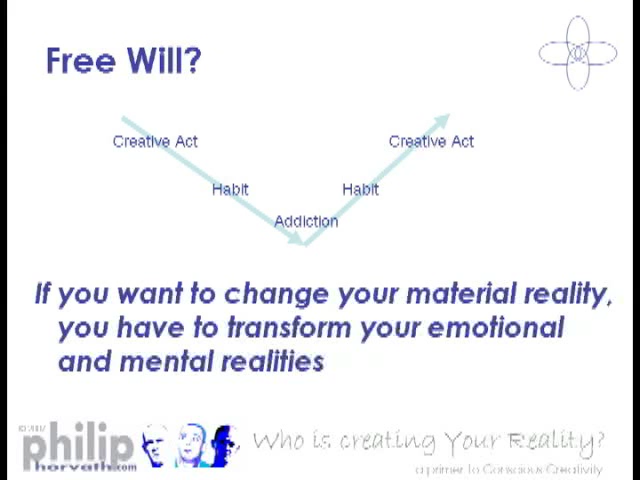 Free Will?
Creative Act Creative Act
Habit Habit
Addiction
If you want to change your material reality,
you have to transform your emotional
and mental realities
philip
horvath.com
Who is creating Your Reality?
a primer to Conscious Creativity